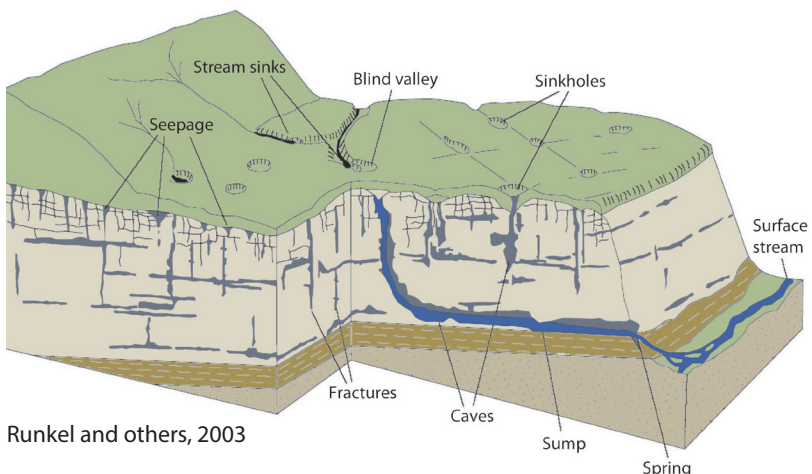 Stream sinks
Blind valley
Sinkholes
Seepage
Surface
stream
Fractures
Caves
Sump
Spring
Runkel and others, 2003